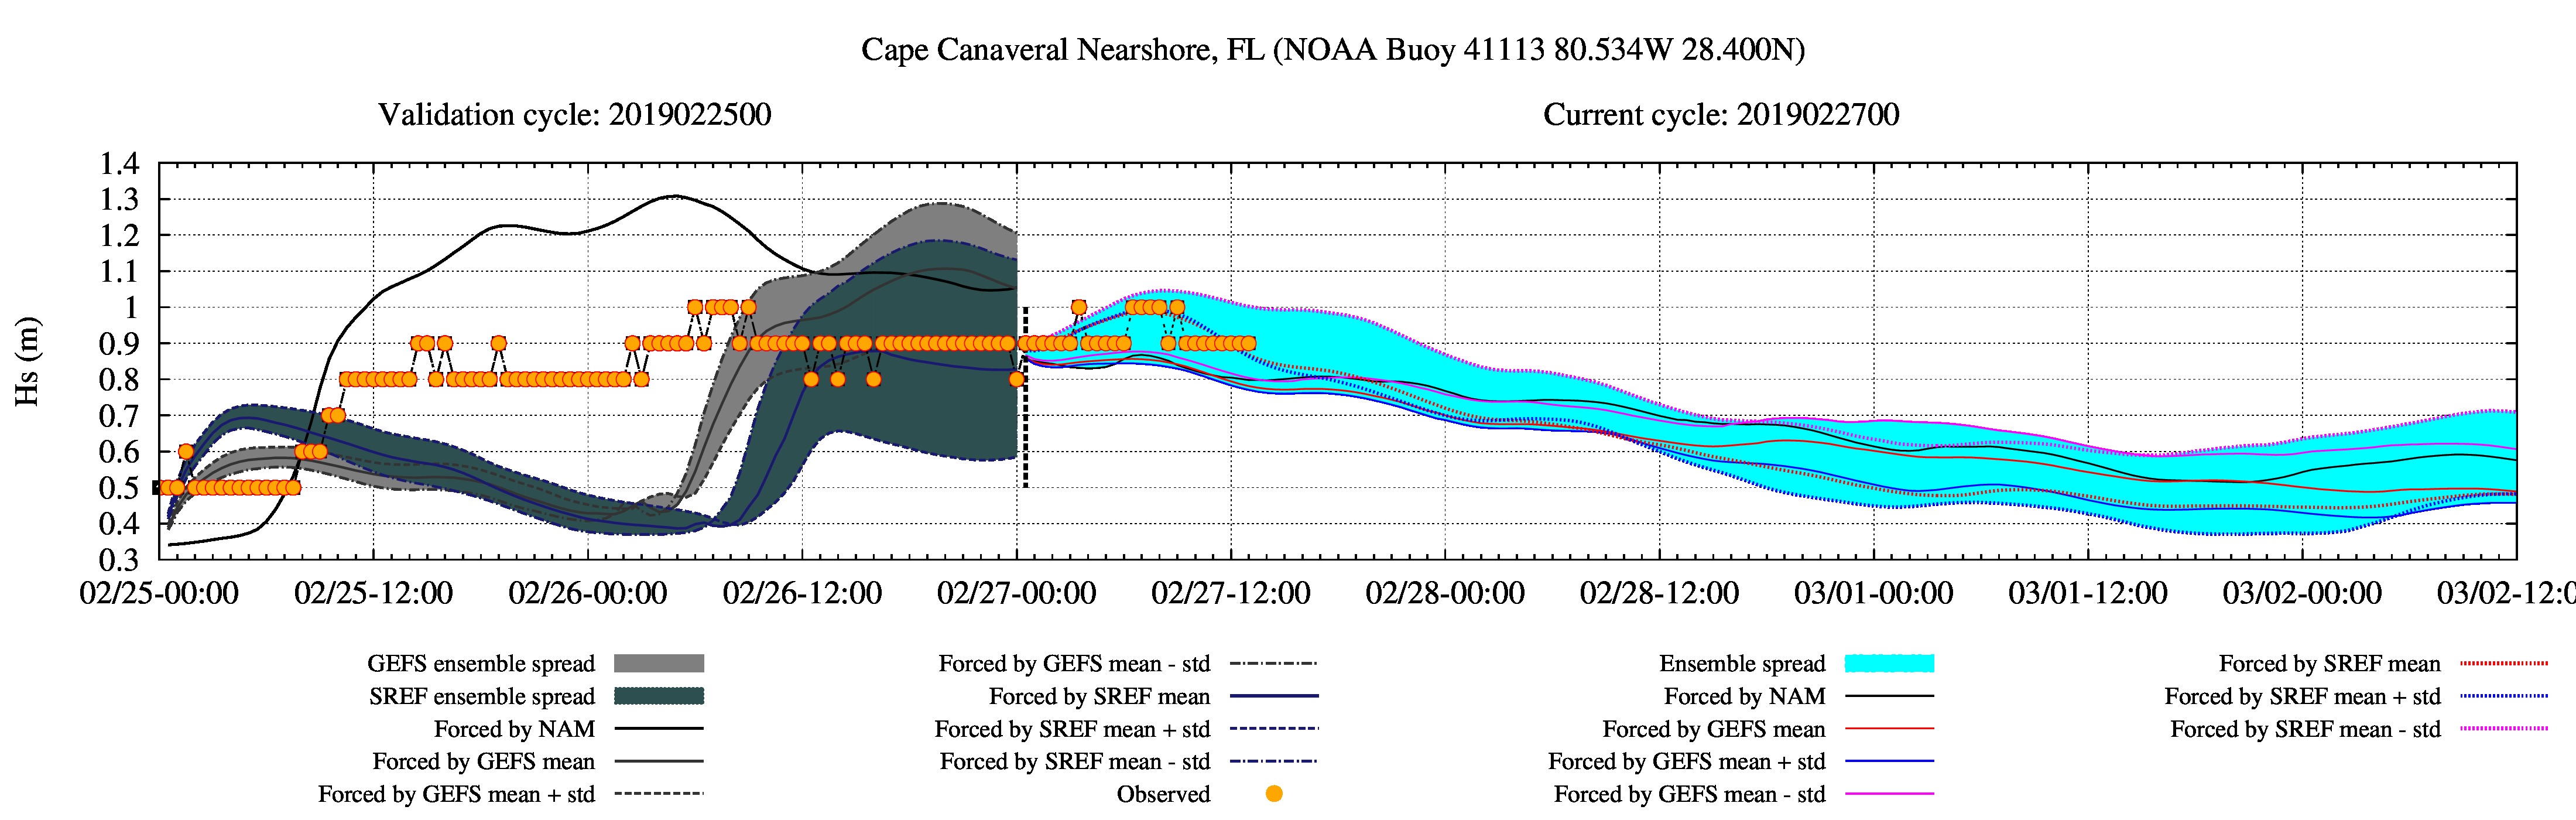 Cape Canaveral Nearshore, FL (NOAA Buoy 41113 80.534W 28.400N)
Validation cycle: 2019022500
Current cycle: 2019022700
Hs (m)
1.4
1.3
1.2
1.1
1
0.9
0.8
0.7
0.6
0.5
0.4
0.3
02/25-00:00 02/25-12:00 02/26-00:00 02/26-12:00 02/27-00:00 02/27-12:00 02/28-00:00 02/28-12:00 03/01-00:00 03/01-12:00 03/02-00:00 03/02-12:0
GEFS ensemble spread
SREF ensemble spread
Forced by NAM
Forced by GEFS mean
Forced by GEFS mean + std
Forced by GEFS mean - std
Forced by SREF mean
Forced by SREF mean + std
Forced by SREF mean - std
Observed
Ensemble spread
Forced by NAM
Forced by GEFS mean
Forced by GEFS mean + std
Forced by GEFS mean - std
Forced by SREF mean
Forced by SREF mean + std
Forced by SREF mean - std